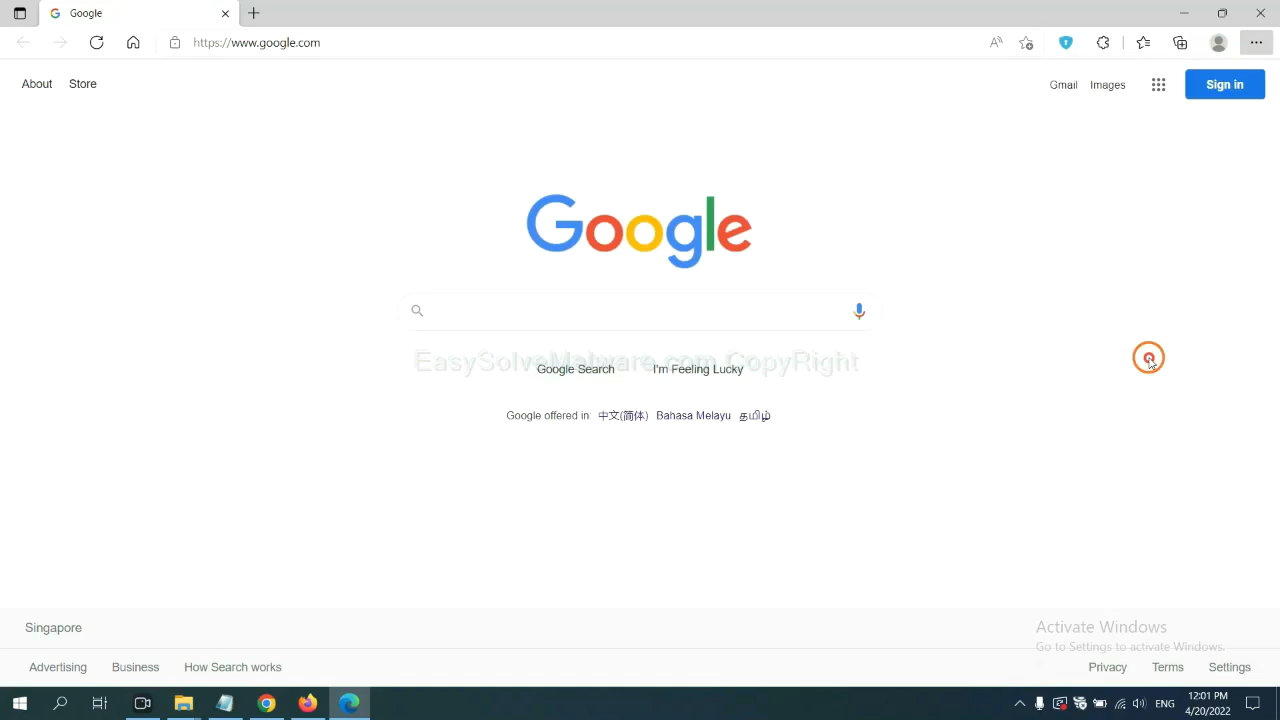 Google
https://www.google.com
About Store
Gmail Images Sign in
Google
EasySolveMalware.com CopyRight
Google Search I'm Feeling Lucky
Google offered in: 中文(简体) Bahasa Melayu தமிழ்
Singapore
Activate Windows
Go to Settings to activate Windows.
Advertising Business How Search works
Privacy Terms Settings
ENG
12:01 PM
4/20/2022